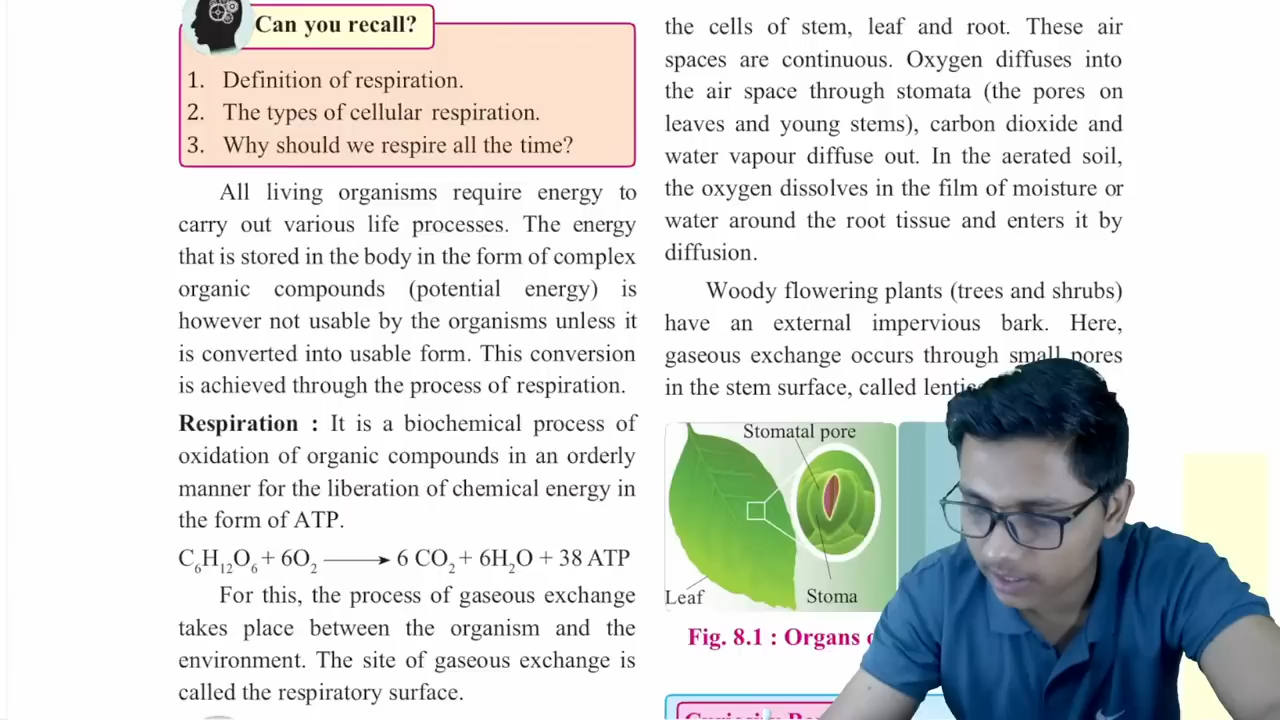 Can you recall?
1. Definition of respiration.
2. The types of cellular respiration.
3. Why should we respire all the time?
All living organisms require energy to
carry out various life processes. The energy
that is stored in the body in the form of complex
organic compounds (potential energy) is
however not usable by the organisms unless it
is converted into usable form. This conversion
is achieved through the process of respiration.
Respiration : It is a biochemical process of
oxidation of organic compounds in an orderly
manner for the liberation of chemical energy in
the form of ATP.
C₆H₁₂O₆ + 6O₂ ⟶ 6 CO₂ + 6H₂O + 38 ATP
For this, the process of gaseous exchange
takes place between the organism and the
environment. The site of gaseous exchange is
called the respiratory surface.
the cells of stem, leaf and root. These air
spaces are continuous. Oxygen diffuses into
the air space through stomata (the pores on
leaves and young stems), carbon dioxide and
water vapour diffuse out. In the aerated soil,
the oxygen dissolves in the film of moisture or
water around the root tissue and enters it by
diffusion.
Woody flowering plants (trees and shrubs)
have an external impervious bark. Here,
gaseous exchange occurs through small pores
in the stem surface, called
Stomatal pore
Leaf
Stoma
Fig. 8.1 : Organs